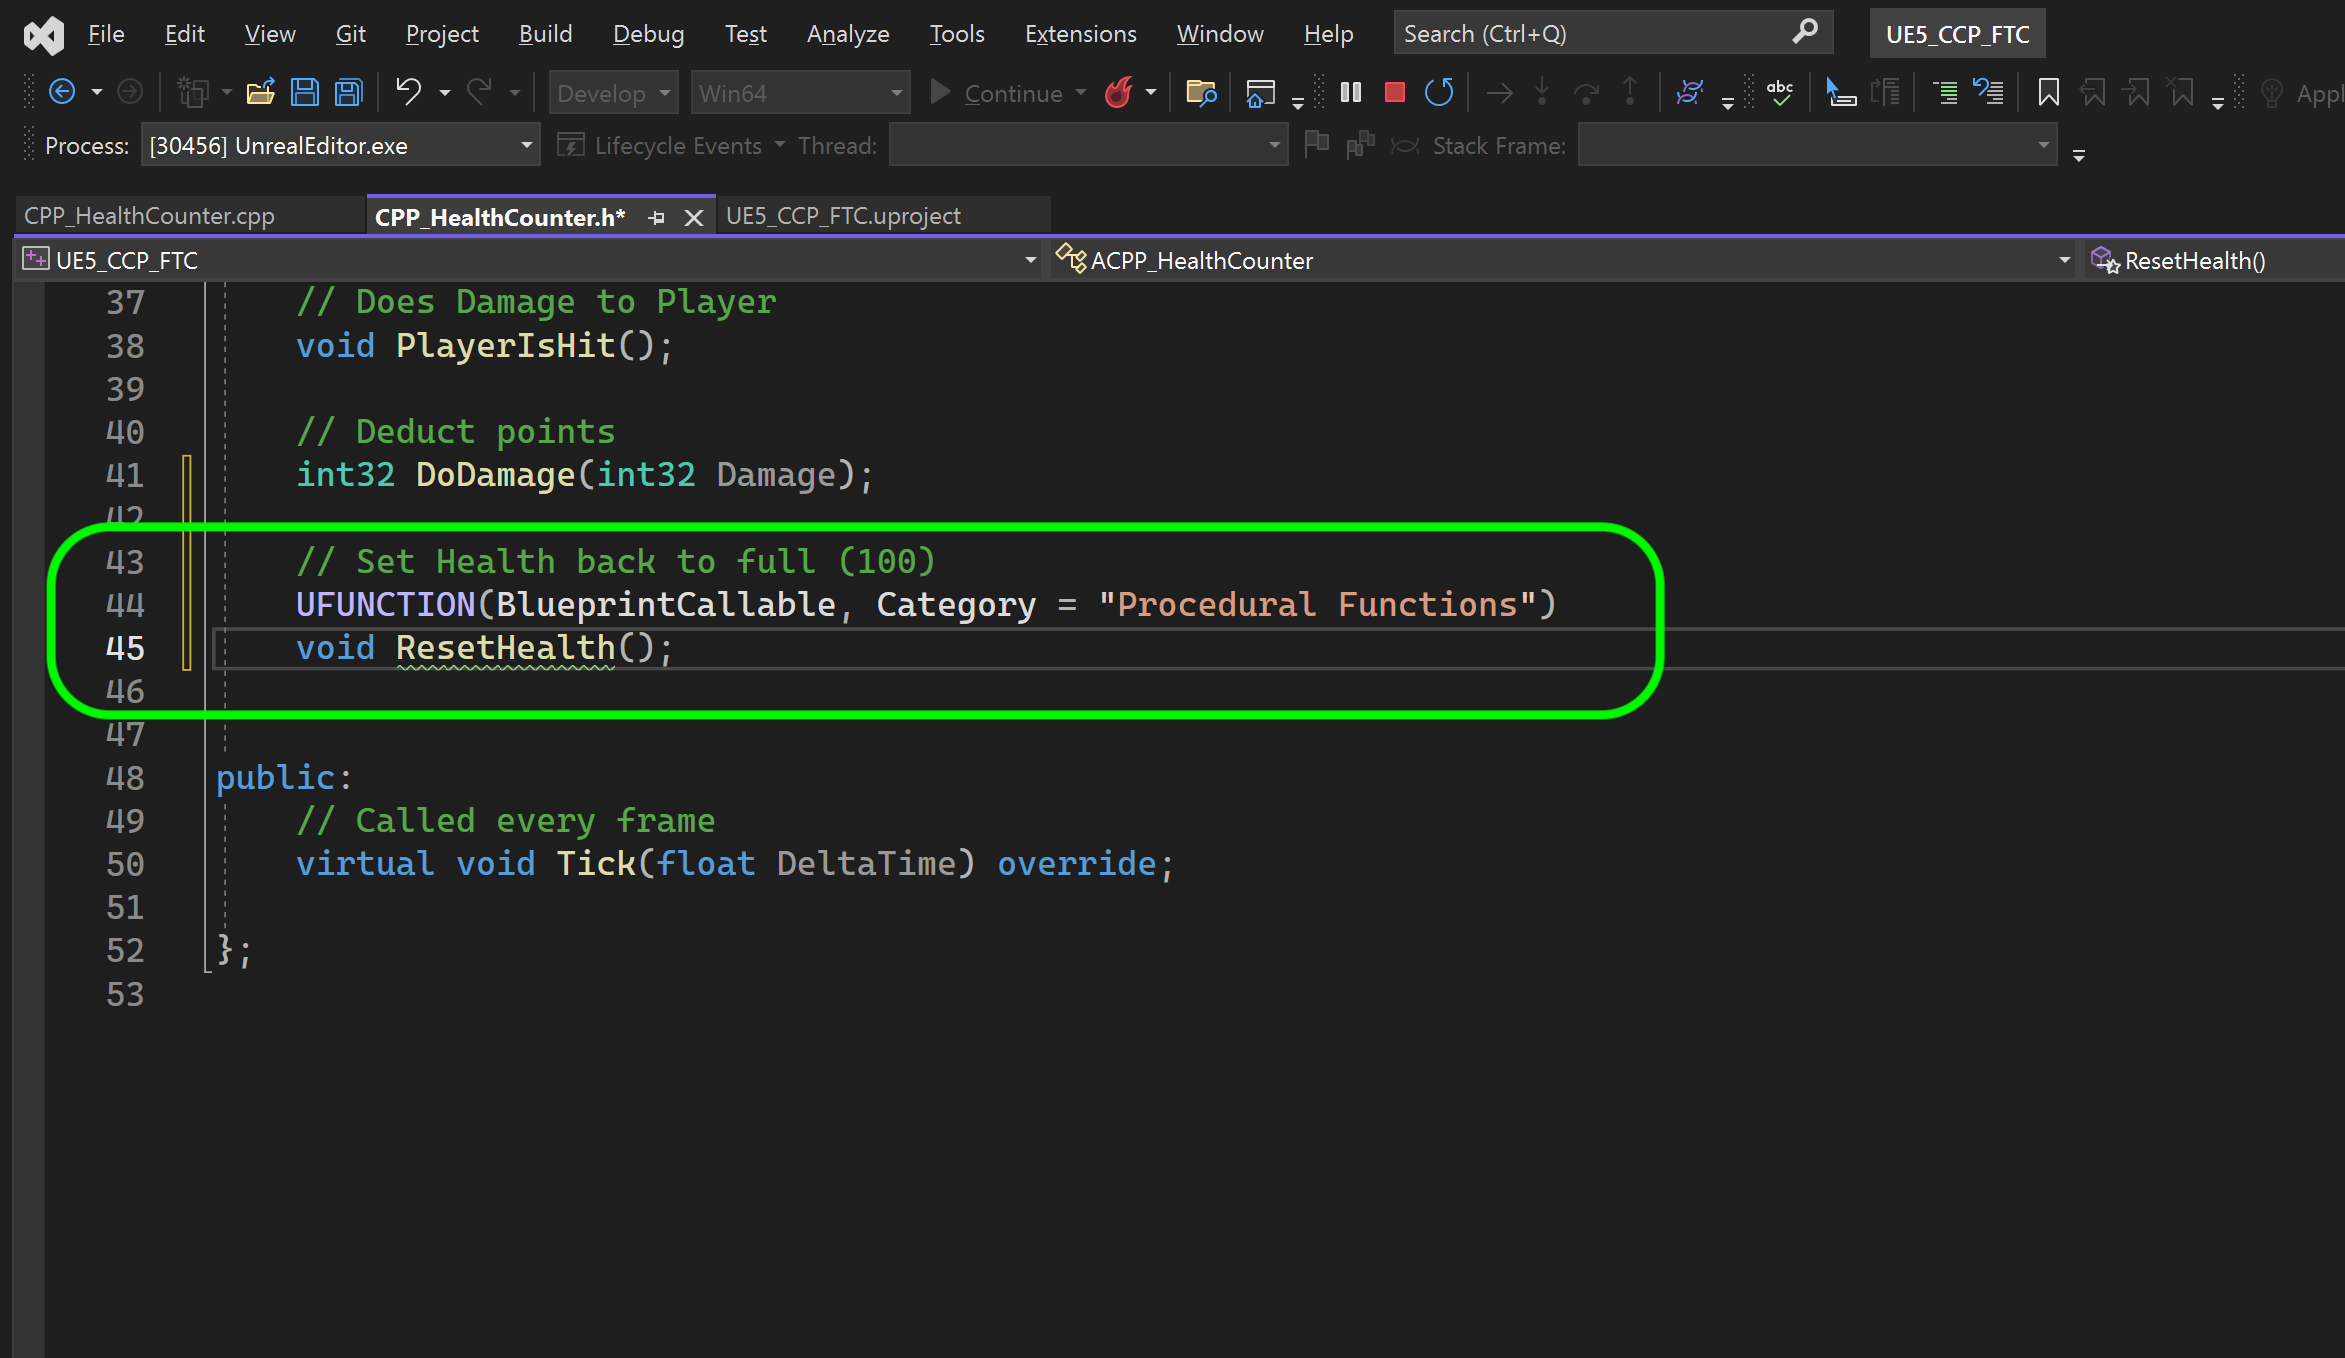 File Edit View Git Project Build Debug Test Analyze Tools Extensions Window Help Search (Ctrl+Q) UE5_CCP_FTC
Develop Win64 Continue abc Appl
Process: [30456] UnrealEditor.exe Lifecycle Events Thread: Stack Frame:
CPP_HealthCounter.cpp CPP_HealthCounter.h* UE5_CCP_FTC.uproject
UE5_CCP_FTC ACPP_HealthCounter ResetHealth()
37 // Does Damage to Player
38 void PlayerIsHit();
39
40 // Deduct points
41 int32 DoDamage(int32 Damage);
42
43 // Set Health back to full (100)
44 UFUNCTION(BlueprintCallable, Category = "Procedural Functions")
45 void ResetHealth();
46
47
48 public:
49 // Called every frame
50 virtual void Tick(float DeltaTime) override;
51
52 };
53